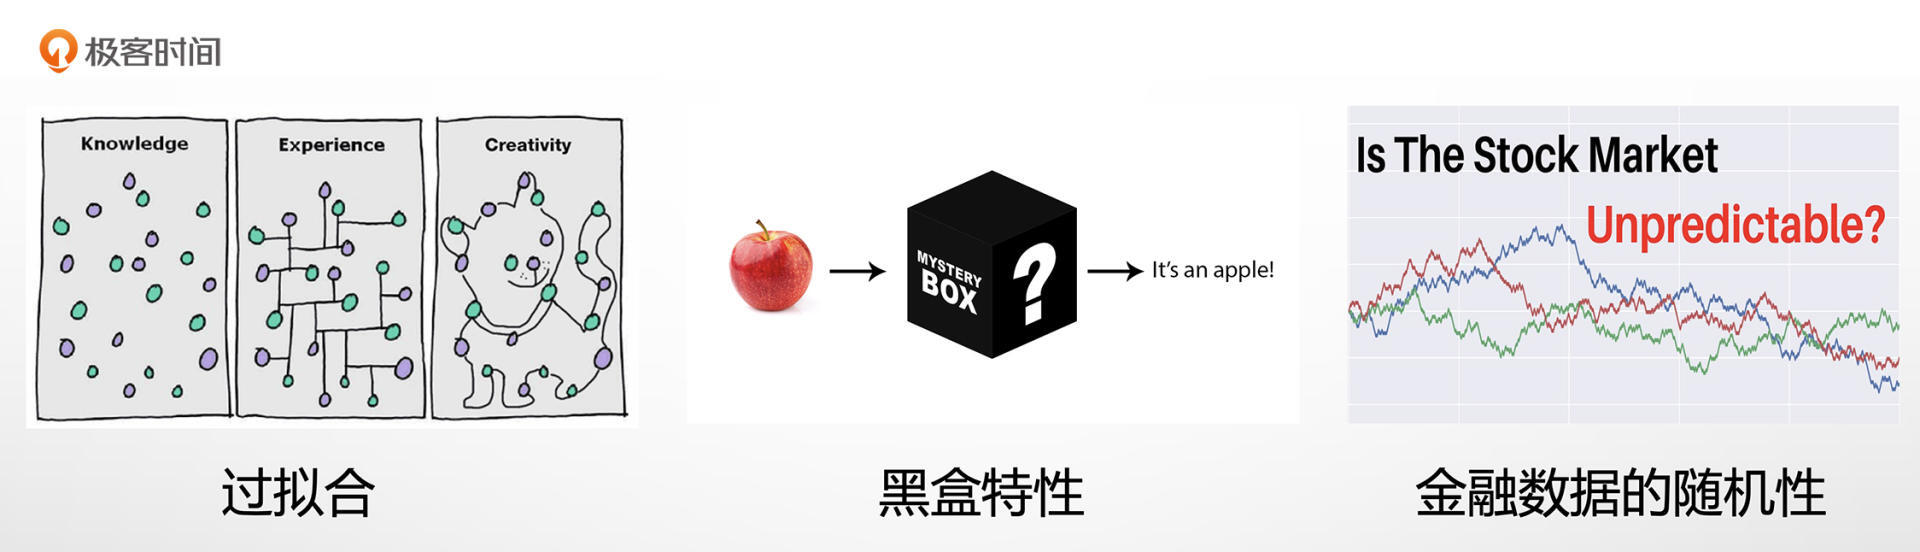 极客时间
Knowledge
Experience
Creativity
过拟合
MYSTERY
BOX
?
It's an apple!
黑盒特性
Is The Stock Market
Unpredictable?
金融数据的随机性